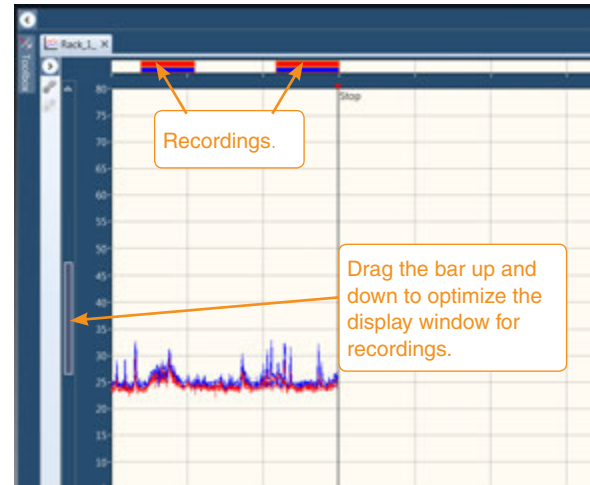 Rack_1_ X
Toolbox
Stop
80
75
70
65
60
55
50
45
40
35
30
25
20
15
10
Recordings.
Drag the bar up and
down to optimize the
display window for
recordings.